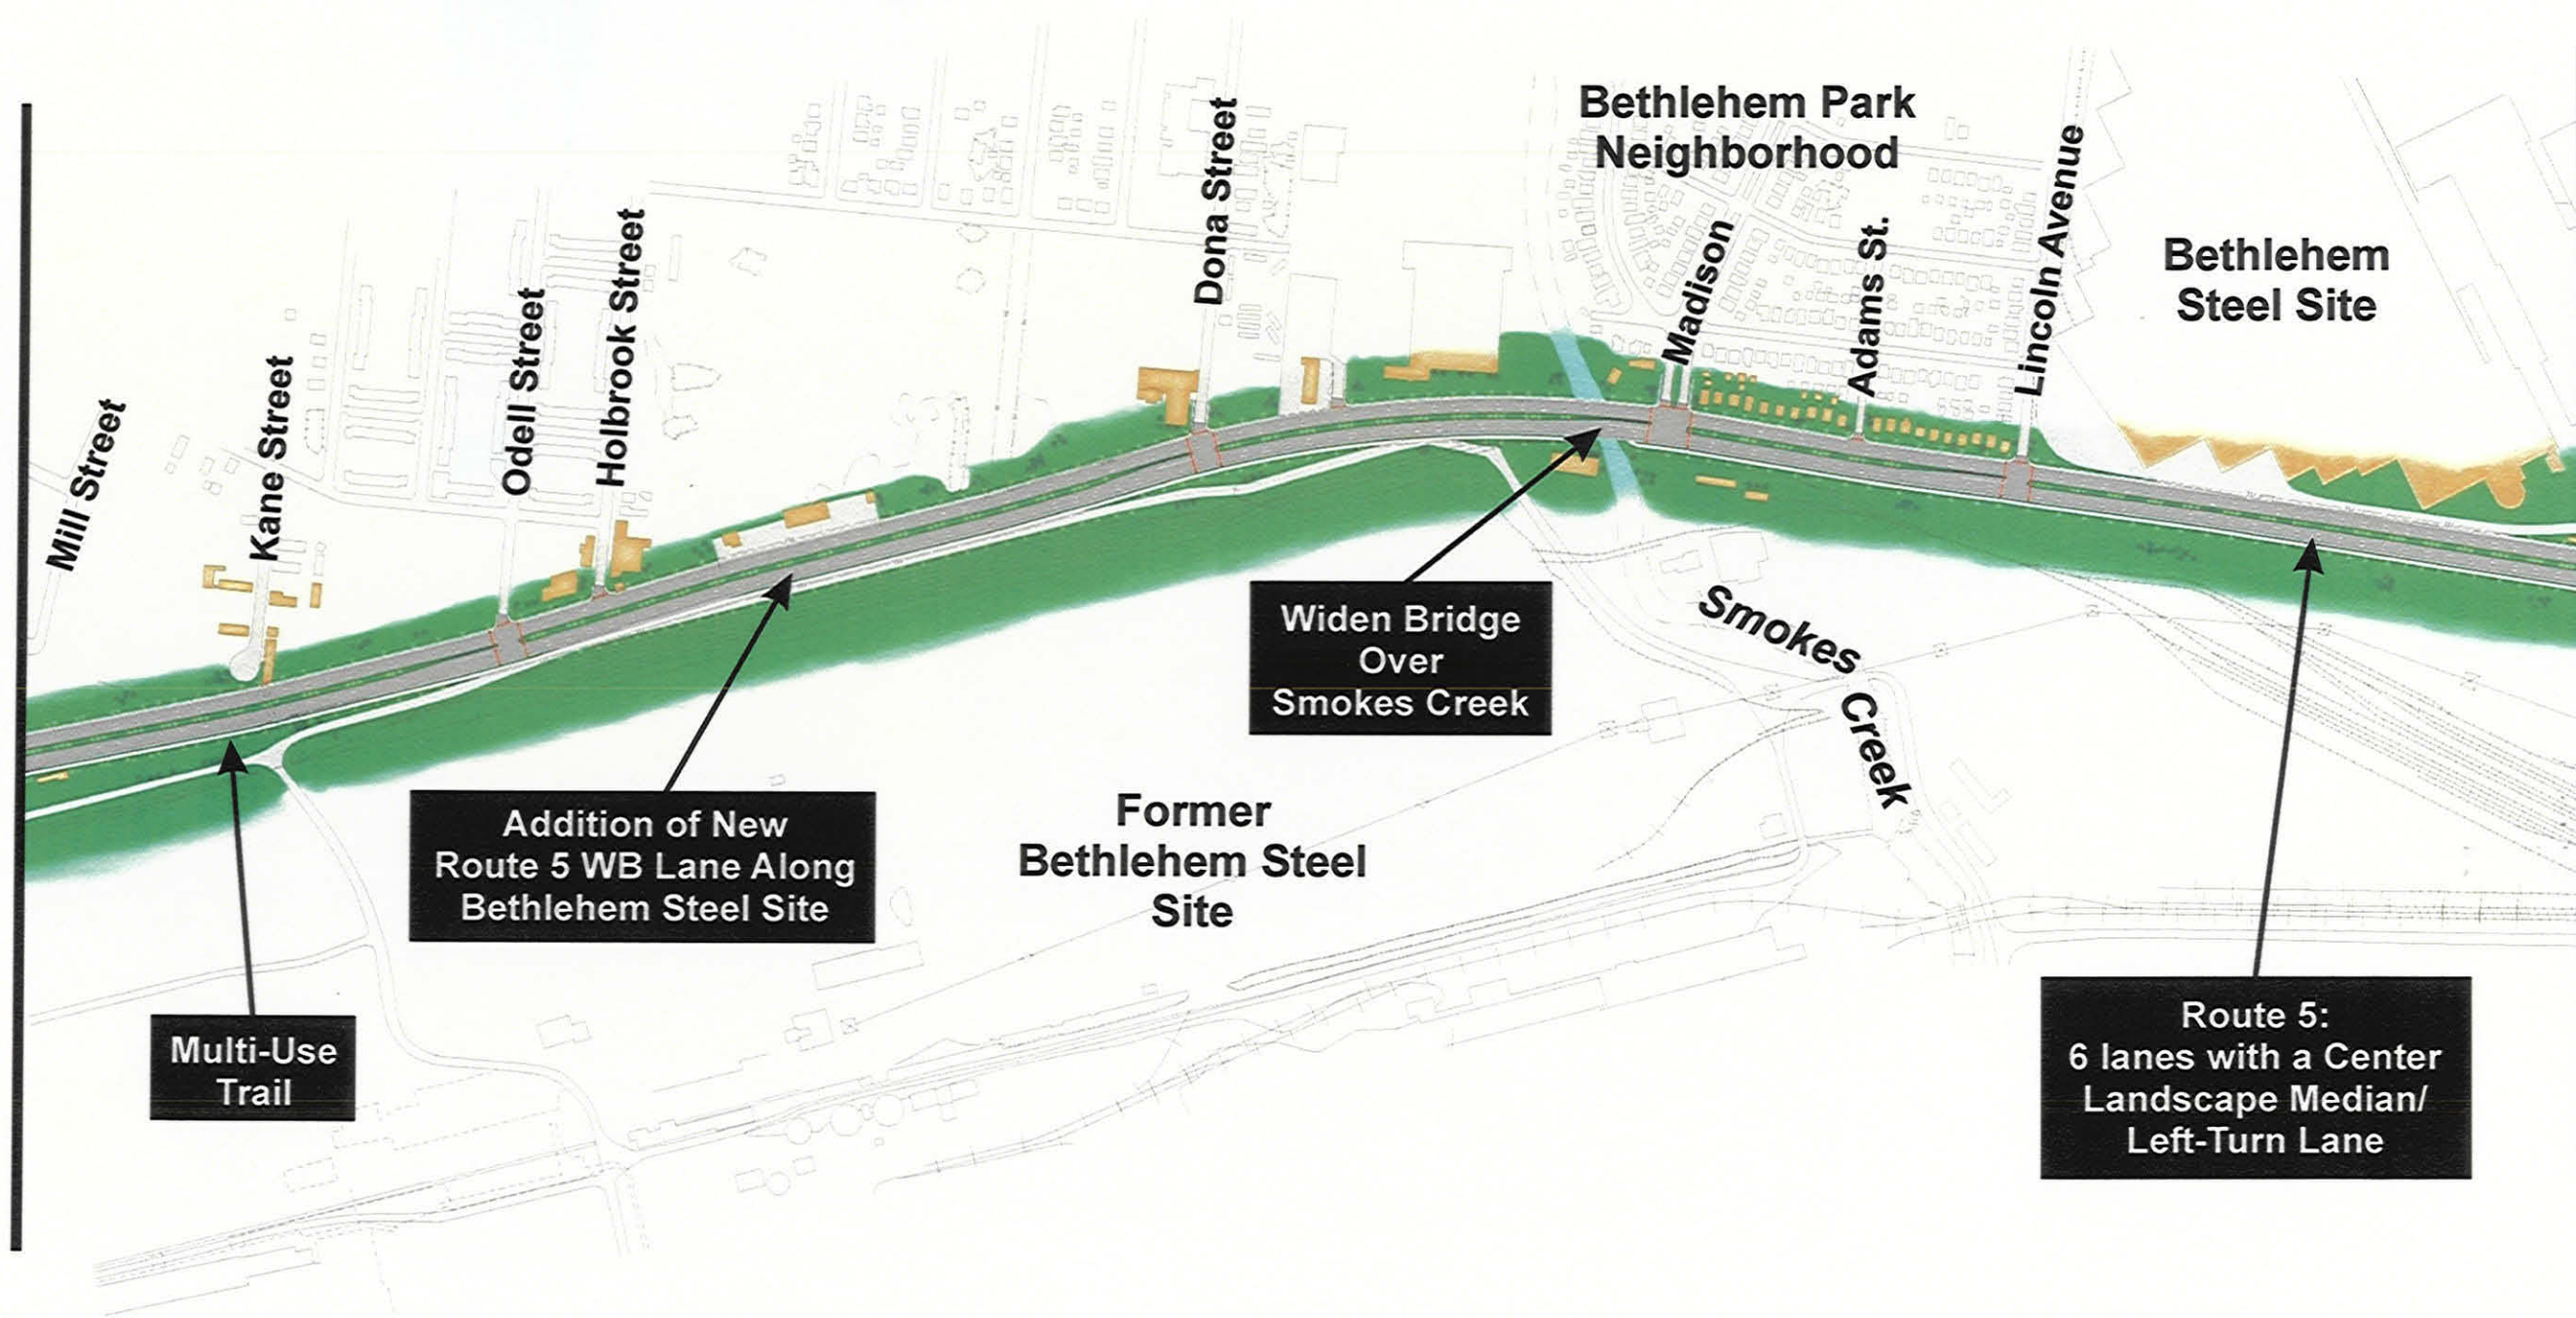 Mill Street
Kane Street
Odell Street
Holbrook Street
Dona Street
Bethlehem Park
Neighborhood
Madison
Adams St.
Lincoln Avenue
Bethlehem
Steel Site
Smokes Creek
Widen Bridge
Over
Smokes Creek
Addition of New
Route 5 WB Lane Along
Bethlehem Steel Site
Former
Bethlehem Steel
Site
Multi-Use
Trail
Route 5:
6 lanes with a Center
Landscape Median/
Left-Turn Lane